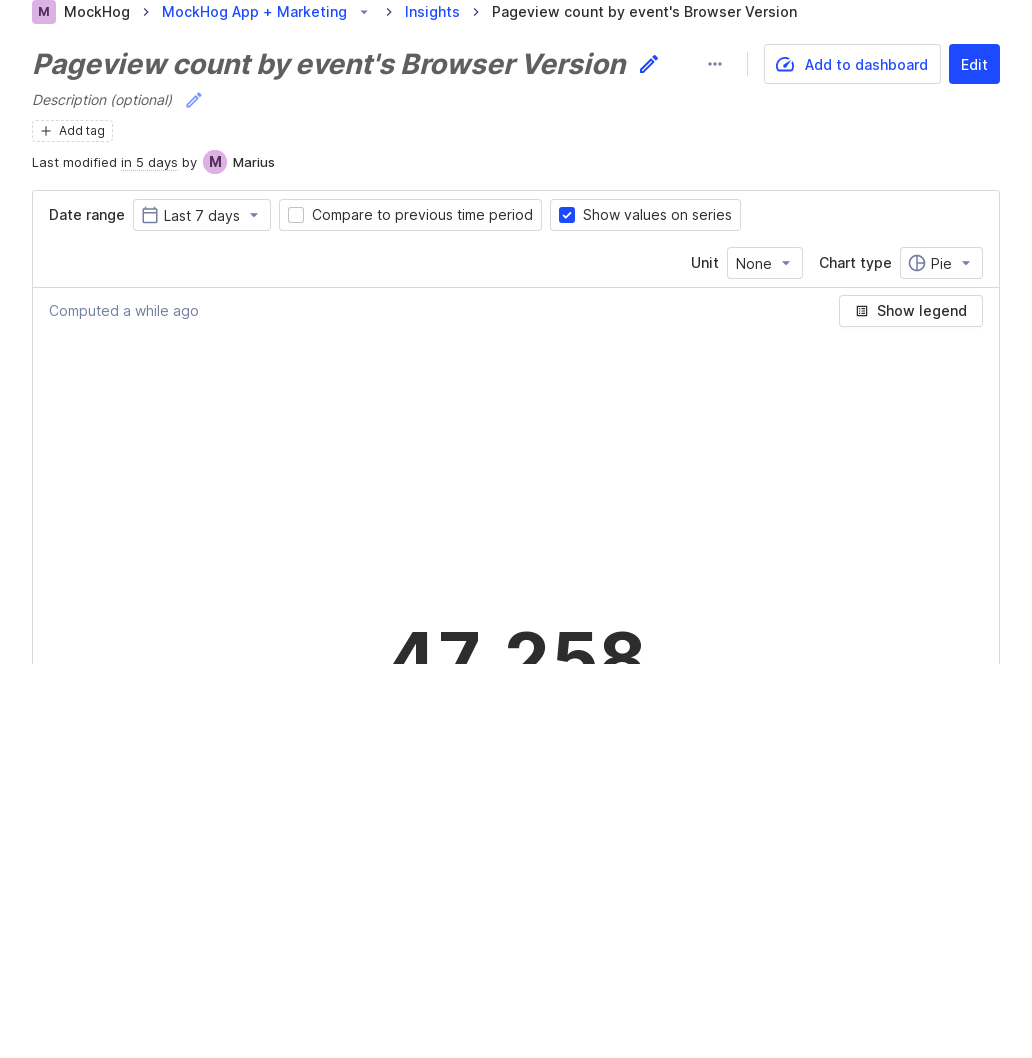 M MockHog > MockHog App + Marketing > Insights > Pageview count by event's Browser Version
Pageview count by event's Browser Version
Add to dashboard
Edit
Description (optional)
+ Add tag
Last modified in 5 days by M Marius
Date range
Last 7 days
Compare to previous time period
Show values on series
Unit
None
Chart type
Pie
Computed a while ago
Show legend
47,258